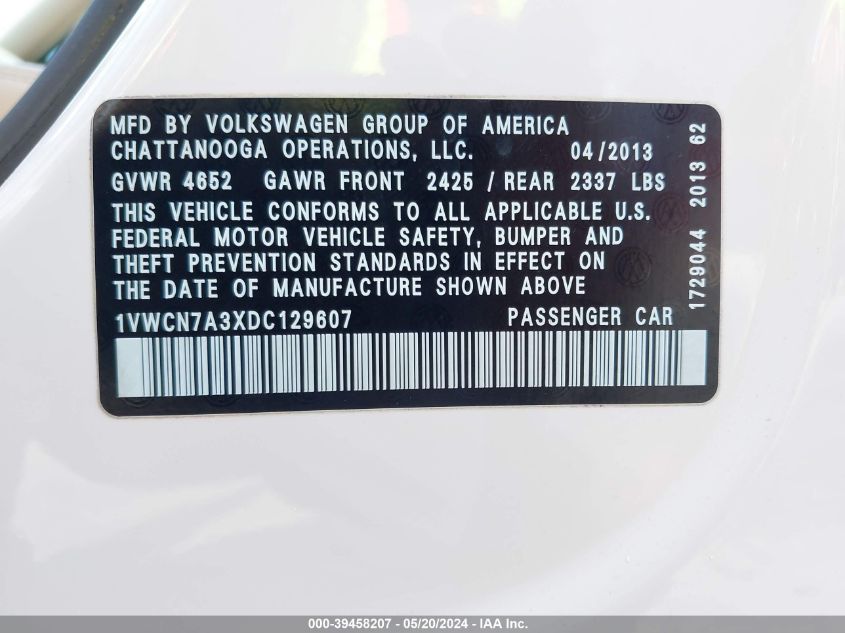 MFD BY VOLKSWAGEN GROUP OF AMERICA
CHATTANOOGA OPERATIONS, LLC. 04/2013
GVWR 4652 GAWR FRONT 2425 / REAR 2337 LBS
THIS VEHICLE CONFORMS TO ALL APPLICABLE U.S.
FEDERAL MOTOR VEHICLE SAFETY, BUMPER AND
THEFT PREVENTION STANDARDS IN EFFECT ON
THE DATE OF MANUFACTURE SHOWN ABOVE
1VWCN7A3XDC129607 PASSENGER CAR
1729044 2013 62
000-39458207 - 05/20/2024 - IAA Inc.